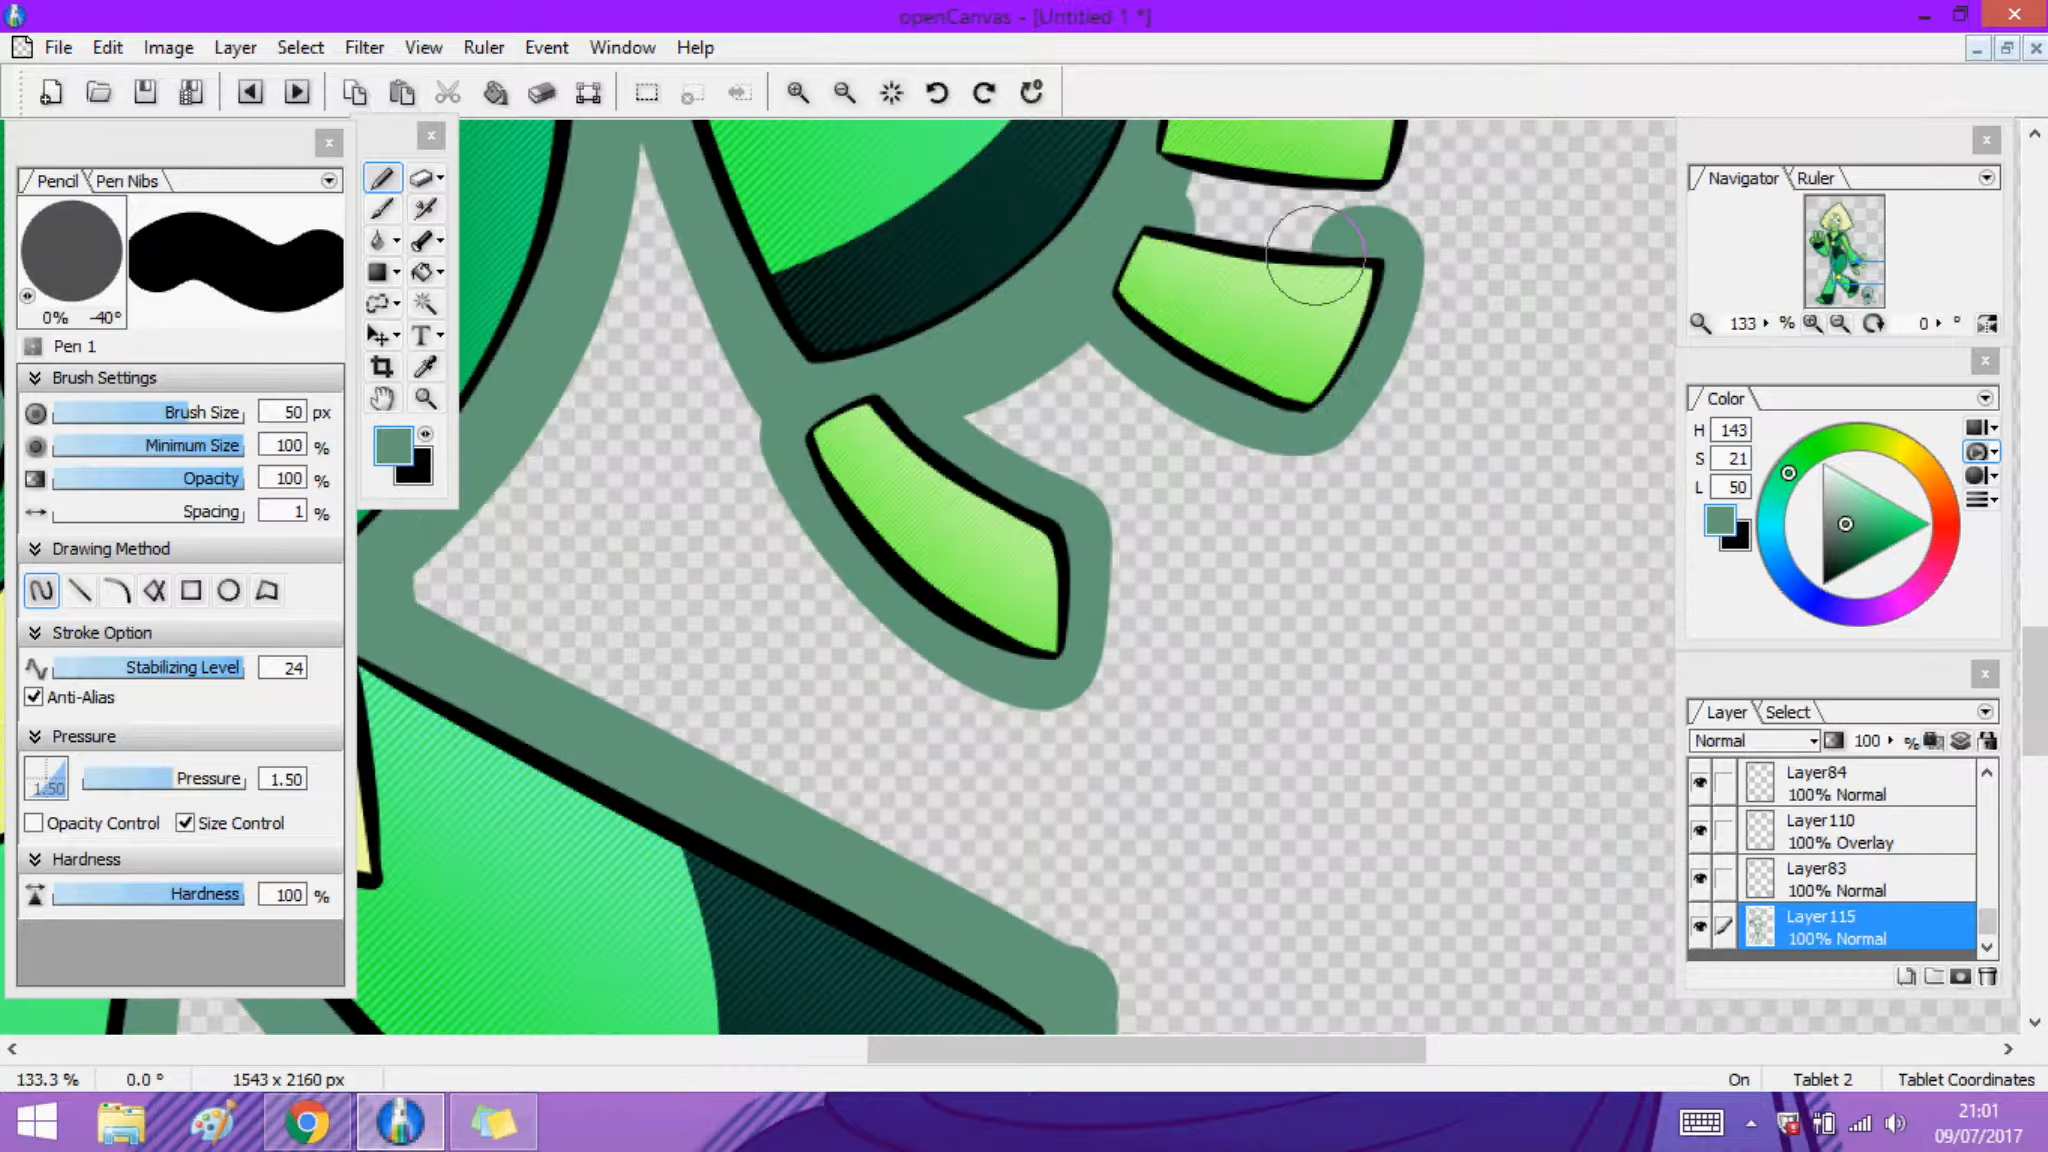 openCanvas - [Untitled 1 *]
File Edit Image Layer Select Filter View Ruler Event Window Help
Pencil Pen Nibs
0% -40°
Pen 1
Brush Settings
Brush Size 50 px
Minimum Size 100 %
Opacity 100 %
Spacing 1 %
Drawing Method
Stroke Option
Stabilizing Level 24
Anti-Alias
Pressure
1.50 Pressure 1.50
Opacity Control Size Control
Hardness
Hardness 100 %
T
Navigator Ruler
133 % 0 °
Color
H 143
S 21
L 50
Layer Select
Normal 100 %
Layer84
100% Normal
Layer110
100% Overlay
Layer83
100% Normal
Layer115
100% Normal
133.3 % 0.0 ° 1543 x 2160 px On Tablet 2 Tablet Coordinates
21:01
09/07/2017